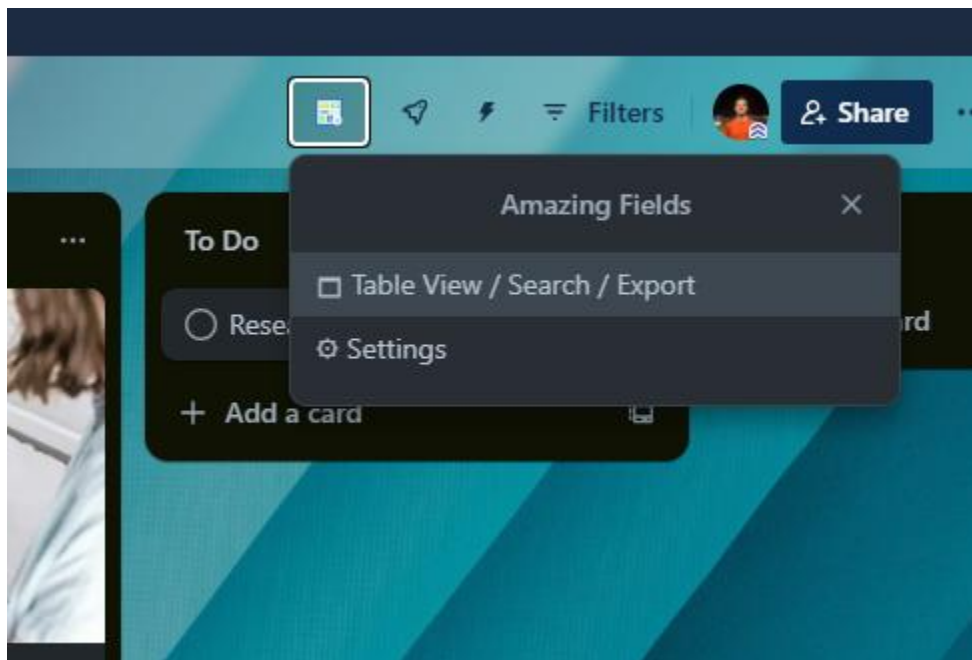 Filters
Share
Amazing Fields
To Do
Table View / Search / Export
Settings
Add a card